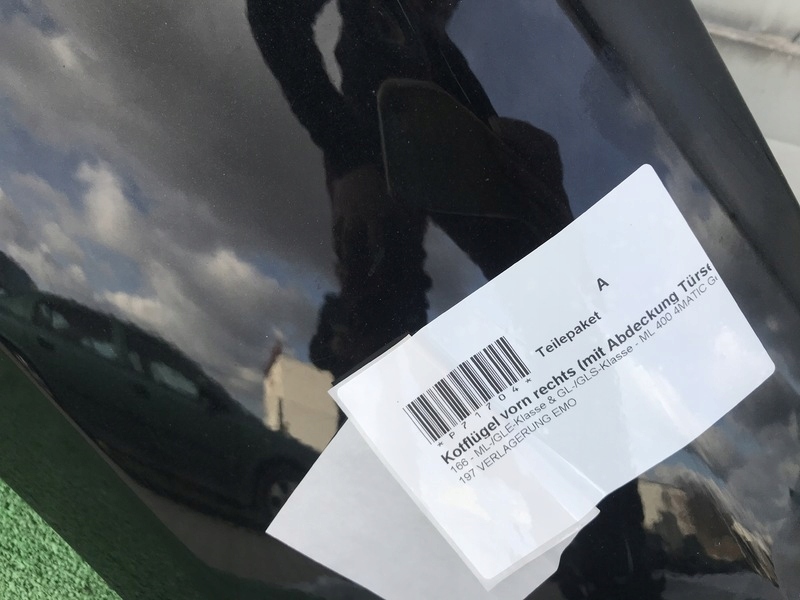 A
Teilepaket
*P71704*
Kotflügel vorn rechts (mit Abdeckung Türse
166 - ML-/GLE-Klasse & GL-/GLS-Klasse - ML 400 4MATIC G
197 VERLAGERUNG EMO